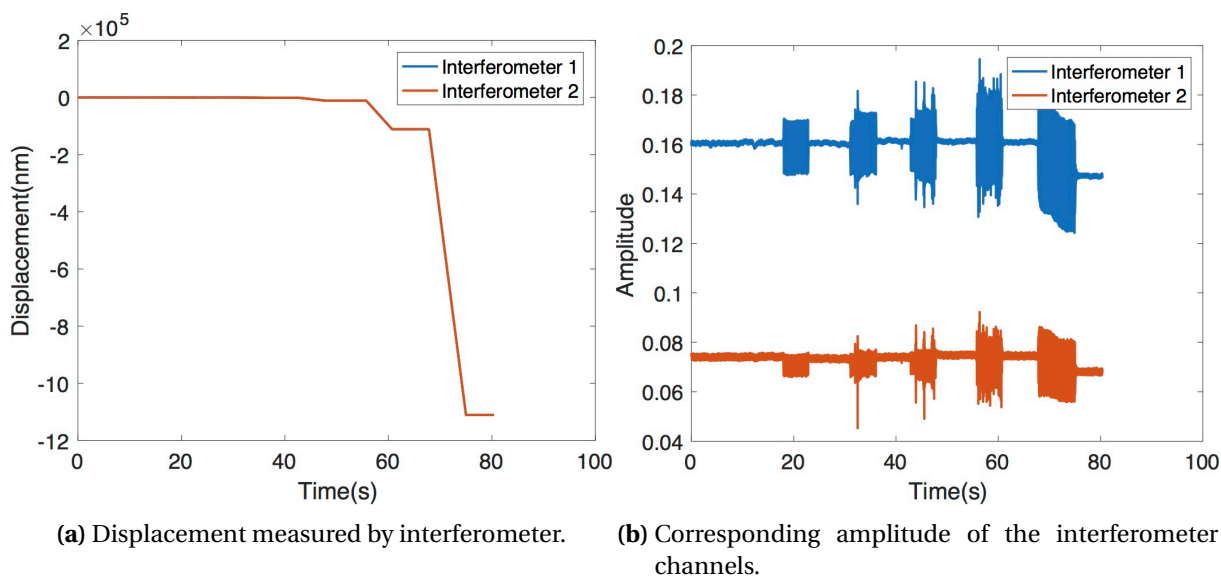 ×10⁵
2
0
-2
-4
-6
-8
-10
-12
0 20 40 60 80 100
Displacement(nm)
Time(s)
Interferometer 1
Interferometer 2
(a) Displacement measured by interferometer.
0.2
0.18
0.16
0.14
0.12
0.1
0.08
0.06
0.04
0 20 40 60 80 100
Amplitude
Time(s)
Interferometer 1
Interferometer 2
(b) Corresponding amplitude of the interferometer
channels.